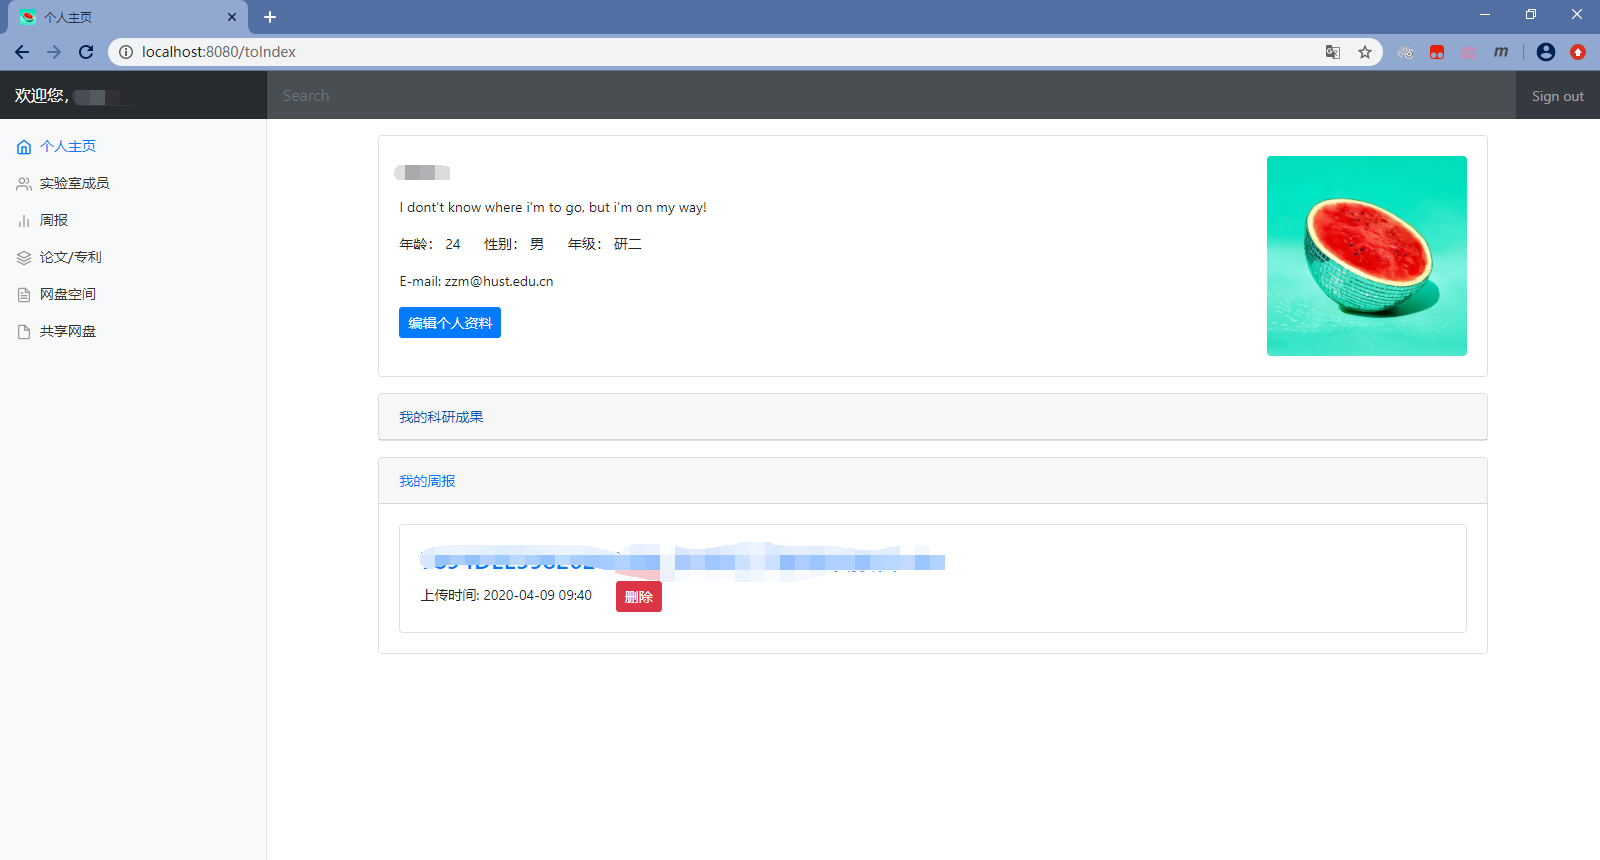 个人主页
localhost:8080/toIndex
欢迎您,
Search
Sign out
个人主页
实验室成员
周报
论文/专利
网盘空间
共享网盘
I dont't know where i'm to go, but i'm on my way!
年龄： 24 性别： 男 年级： 研二
E-mail: zzm@hust.edu.cn
编辑个人资料
我的科研成果
我的周报
上传时间: 2020-04-09 09:40 删除